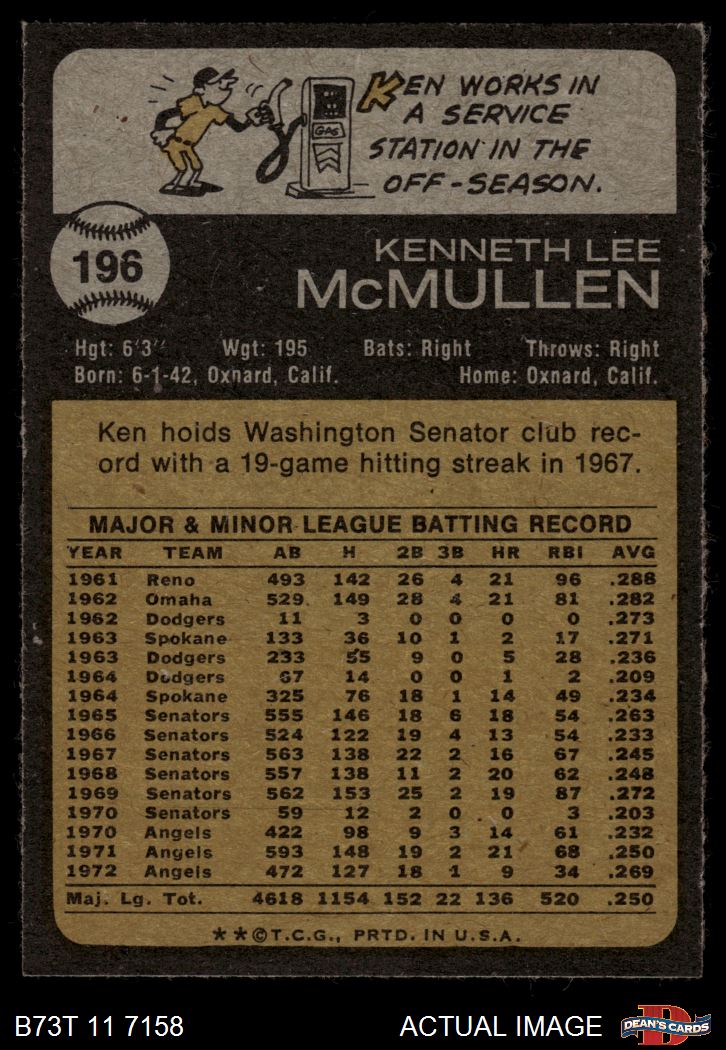 KEN WORKS IN
A SERVICE
STATION IN THE
OFF-SEASON.
GAS
196
KENNETH LEE
McMULLEN
Hgt: 6'3" Wgt: 195 Bats: Right Throws: Right
Born: 6-1-42, Oxnard, Calif. Home: Oxnard, Calif.
Ken holds Washington Senator club rec-
ord with a 19-game hitting streak in 1967.
MAJOR & MINOR LEAGUE BATTING RECORD
YEAR TEAM AB H 2B 3B HR RBI AVG
1961 Reno 493 142 26 4 21 96 .288
1962 Omaha 529 149 28 4 21 81 .282
1962 Dodgers 11 3 0 0 0 0 .273
1963 Spokane 133 36 10 1 2 17 .271
1963 Dodgers 233 55 9 0 5 28 .236
1964 Dodgers 67 14 0 0 1 2 .209
1964 Spokane 325 76 18 1 14 49 .234
1965 Senators 555 146 18 6 18 54 .263
1966 Senators 524 122 19 4 13 54 .233
1967 Senators 563 138 22 2 16 67 .245
1968 Senators 557 138 11 2 20 62 .248
1969 Senators 562 153 25 2 19 87 .272
1970 Senators 59 12 2 0 0 3 .203
1970 Angels 422 98 9 3 14 61 .232
1971 Angels 593 148 19 2 21 68 .250
1972 Angels 472 127 18 1 9 34 .269
Maj. Lg. Tot. 4618 1154 152 22 136 520 .250
**©T.C.G., PRTD. IN U.S.A.
B73T 11 7158 ACTUAL IMAGE
D
DEAN'S CARDS